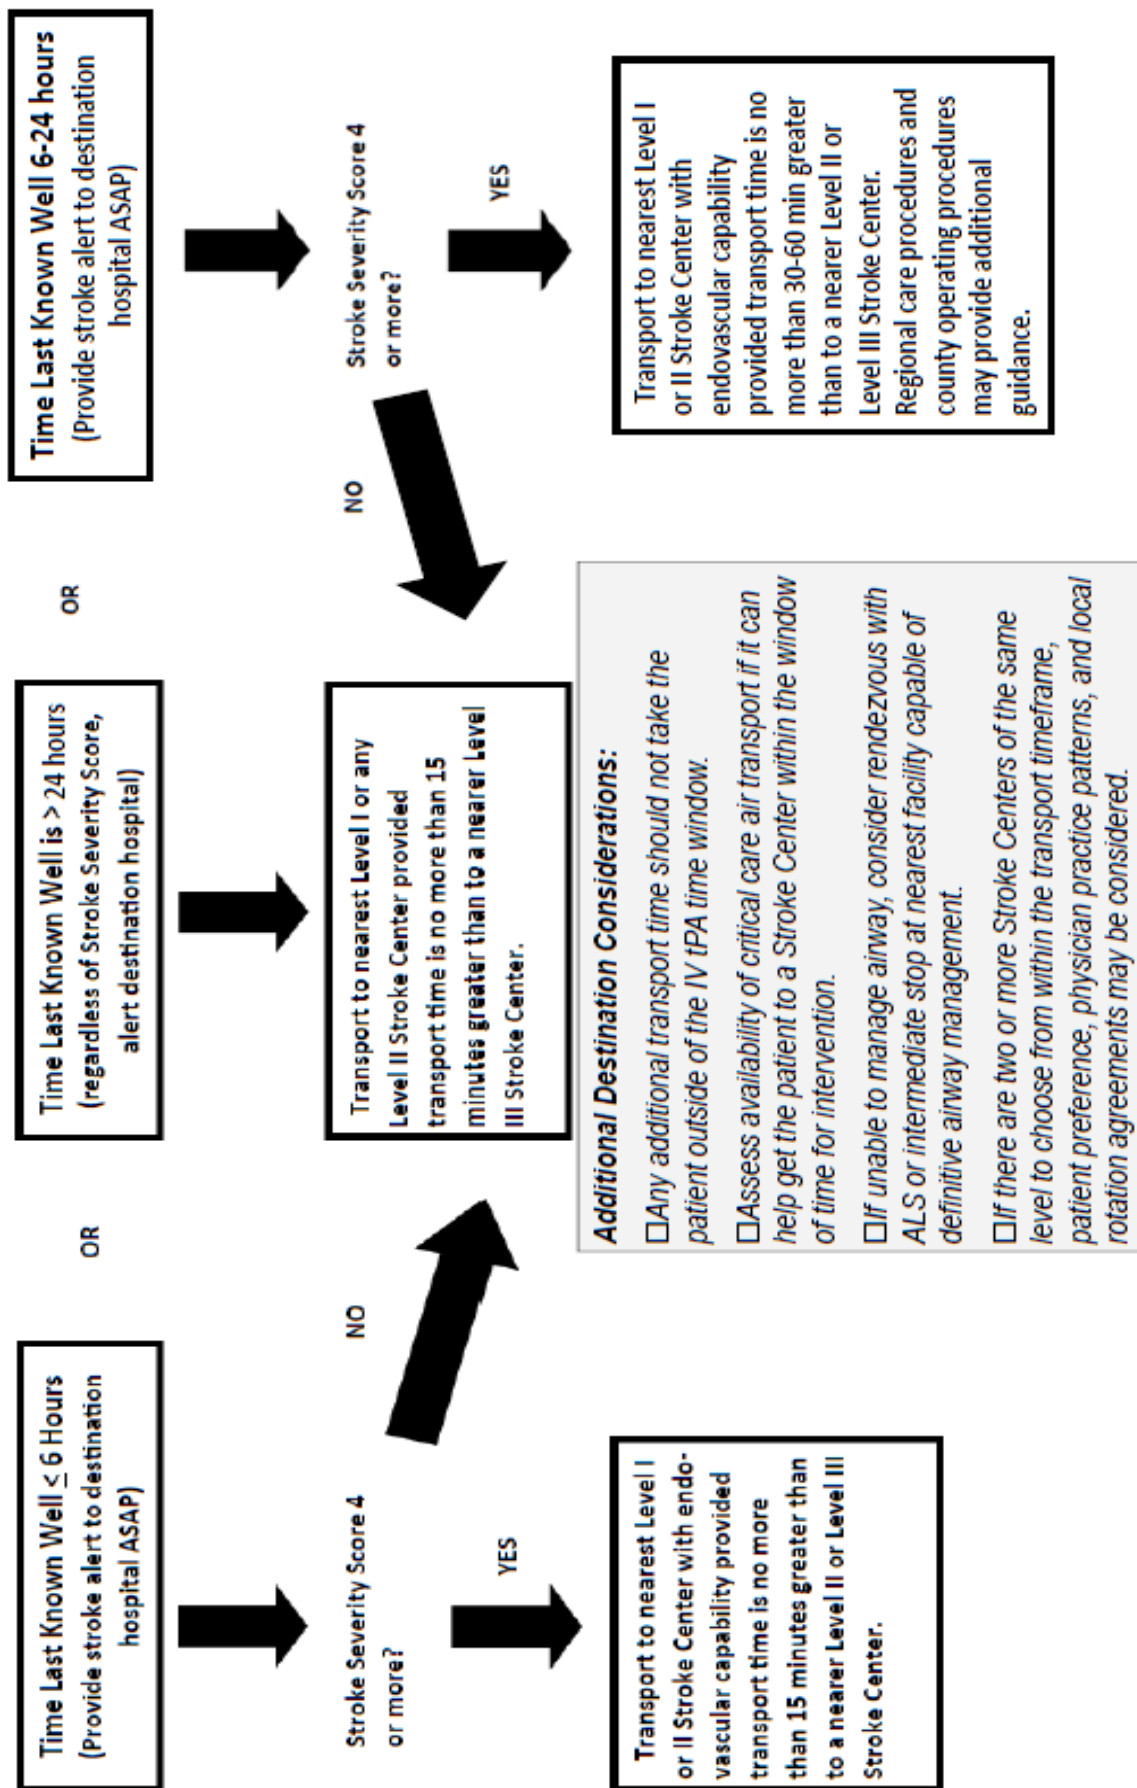 Time Last Known Well ≤ 6 Hours
(Provide stroke alert to destination
hospital ASAP)
OR
Time Last Known Well is > 24 hours
(regardless of Stroke Severity Score,
alert destination hospital)
OR
Time Last Known Well 6-24 hours
(Provide stroke alert to destination
hospital ASAP)
Stroke Severity Score 4
or more?
NO
YES
Transport to nearest Level I or any
Level II Stroke Center provided
transport time is no more than 15
minutes greater than to a nearer Level
III Stroke Center.
Stroke Severity Score 4
or more?
NO
YES
Transport to nearest Level I
or II Stroke Center with endo-
vascular capability provided
transport time is no more
than 15 minutes greater than
to a nearer Level II or Level III
Stroke Center.
Additional Destination Considerations:
☐Any additional transport time should not take the
patient outside of the IV tPA time window.
☐Assess availability of critical care air transport if it can
help get the patient to a Stroke Center within the window
of time for intervention.
☐If unable to manage airway, consider rendezvous with
ALS or intermediate stop at nearest facility capable of
definitive airway management.
☐If there are two or more Stroke Centers of the same
level to choose from within the transport timeframe,
patient preference, physician practice patterns, and local
rotation agreements may be considered.
Transport to nearest Level I
or II Stroke Center with
endovascular capability
provided transport time is no
more than 30-60 min greater
than to a nearer Level II or
Level III Stroke Center.
Regional care procedures and
county operating procedures
may provide additional
guidance.